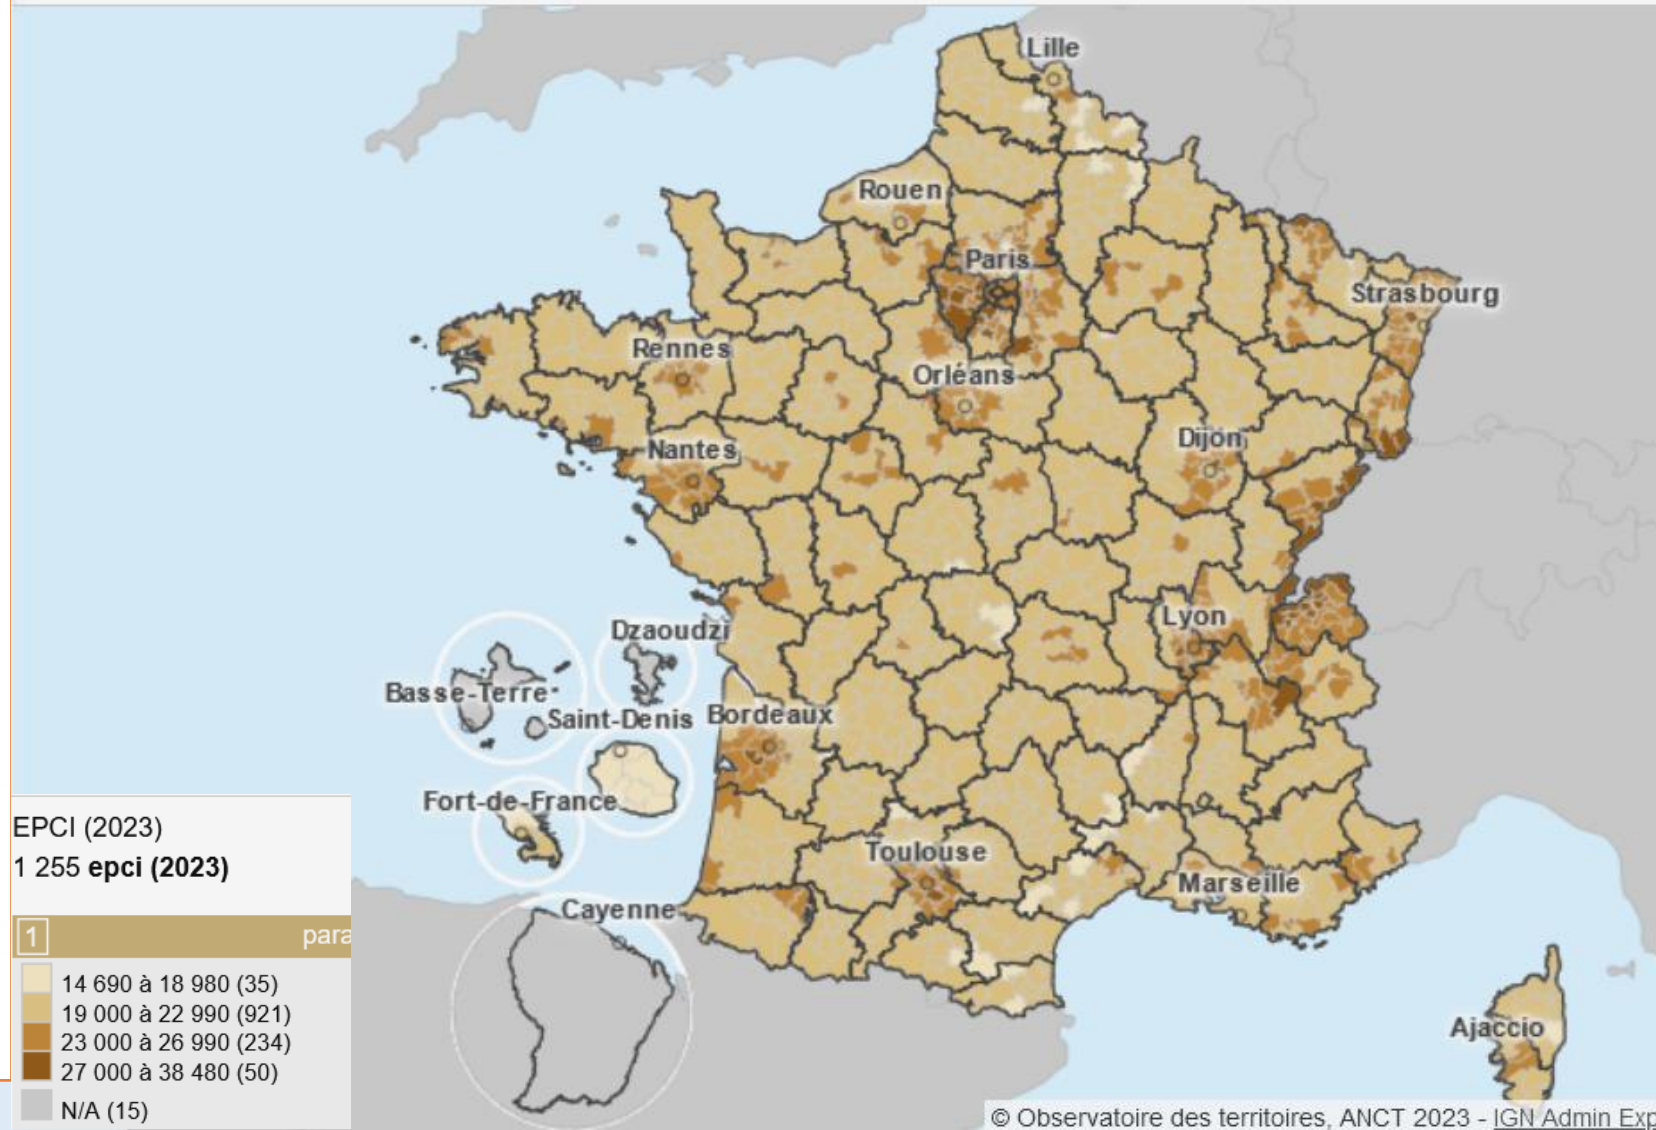 Lille
Rouen
Paris
Strasbourg
Rennes
Orléans
Dijon
Nantes
Lyon
Dzaoudzi
Basse-Terre
Saint-Denis
Bordeaux
Fort-de-France
Toulouse
Marseille
Cayenne
Ajaccio
EPCI (2023)
1 255 epci (2023)
1 para
14 690 à 18 980 (35)
19 000 à 22 990 (921)
23 000 à 26 990 (234)
27 000 à 38 480 (50)
N/A (15)
© Observatoire des territoires, ANCT 2023 - IGN Admin Exp